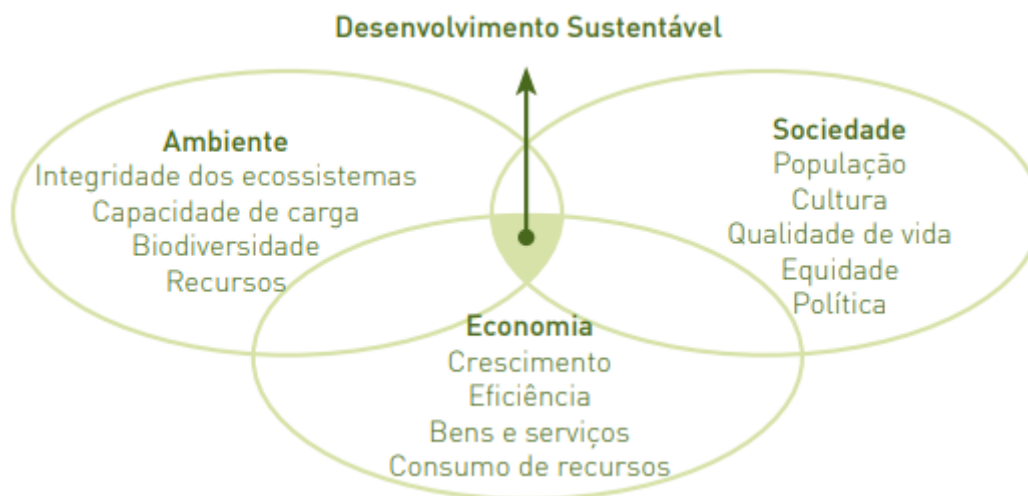 Desenvolvimento Sustentável
Ambiente
Integridade dos ecossistemas
Capacidade de carga
Biodiversidade
Recursos
Sociedade
População
Cultura
Qualidade de vida
Equidade
Política
Economia
Crescimento
Eficiência
Bens e serviços
Consumo de recursos